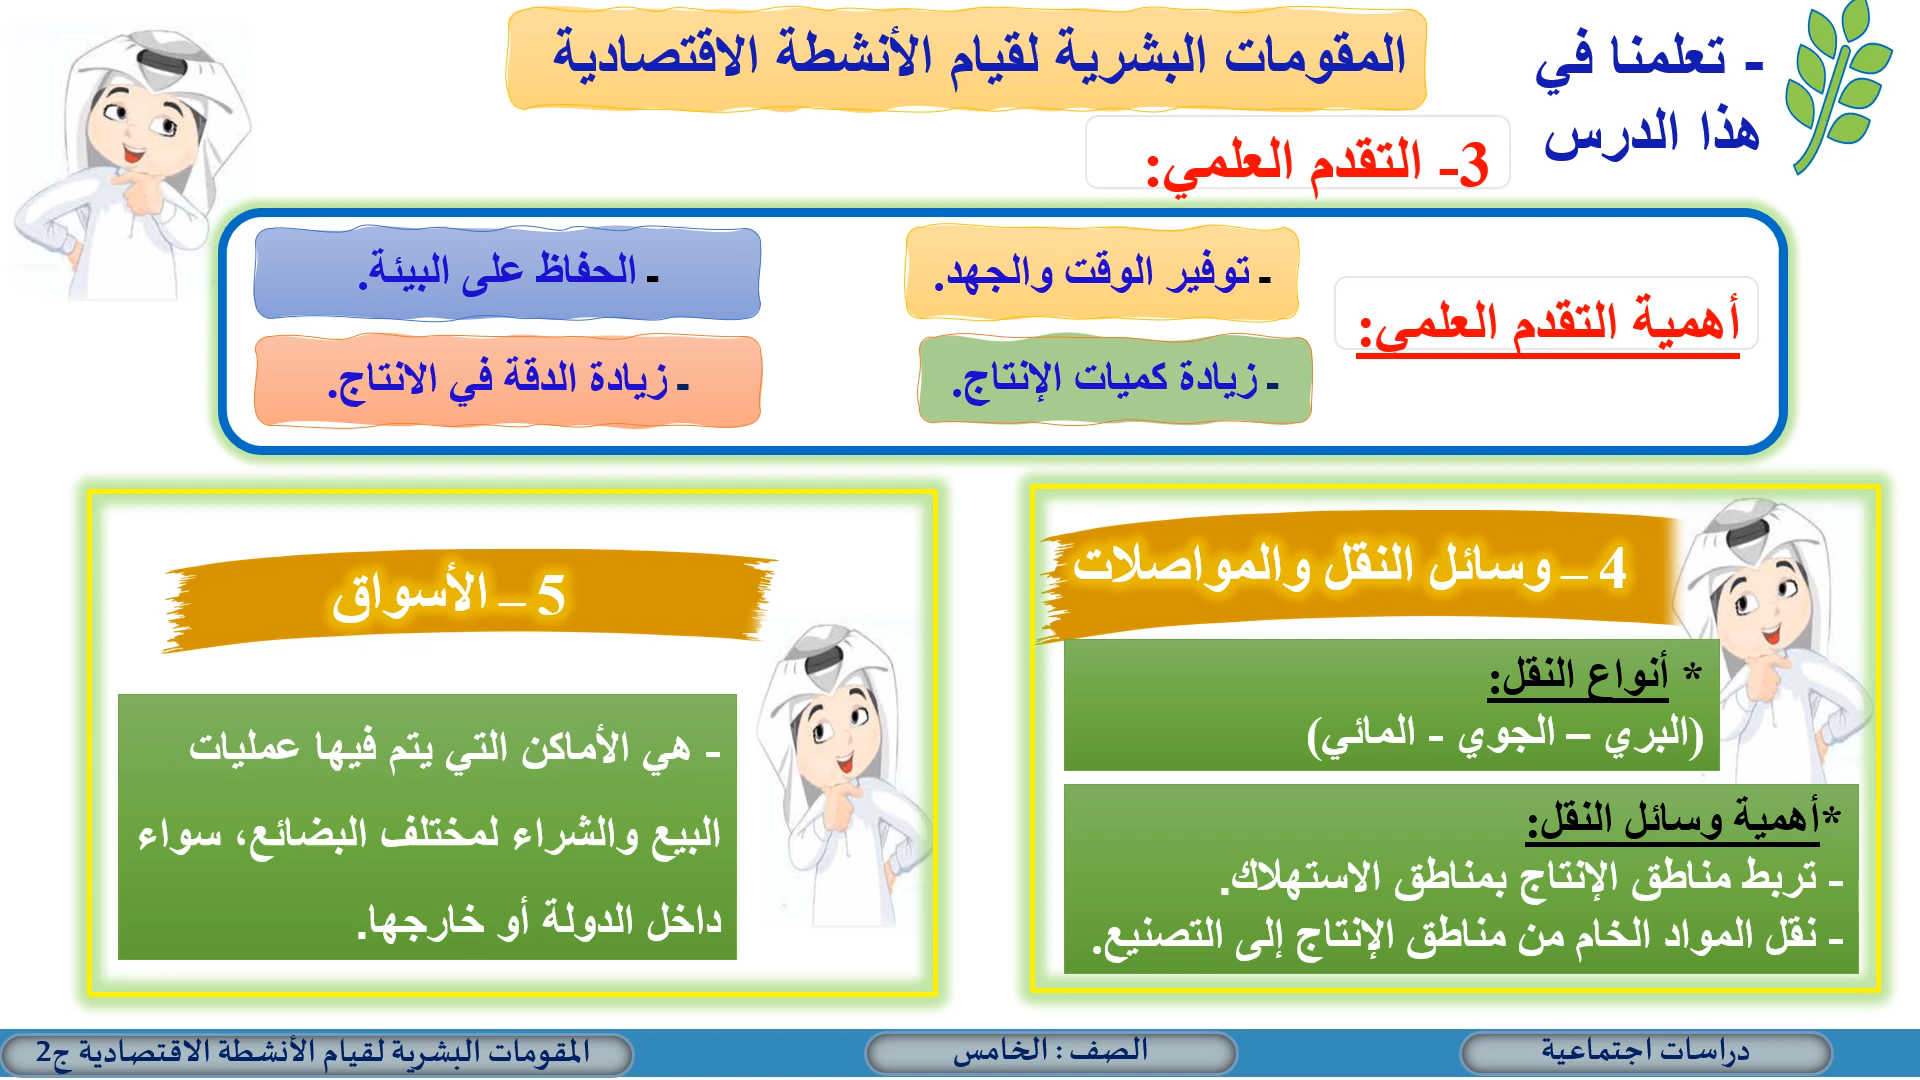 - تعلمنا في
هذا الدرس
المقومات البشرية لقيام الأنشطة الاقتصادية
3- التقدم العلمي:
أهمية التقدم العلمي:
- توفير الوقت والجهد.
- الحفاظ على البيئة.
- زيادة كميات الإنتاج.
- زيادة الدقة في الانتاج.
4 – وسائل النقل والمواصلات
* أنواع النقل:
(البري – الجوي - المائي)
*أهمية وسائل النقل:
- تربط مناطق الإنتاج بمناطق الاستهلاك.
- نقل المواد الخام من مناطق الإنتاج إلى التصنيع.
5 – الأسواق
- هي الأماكن التي يتم فيها عمليات
البيع والشراء لمختلف البضائع، سواء
داخل الدولة أو خارجها.
دراسات اجتماعية
الصف : الخامس
المقومات البشرية لقيام الأنشطة الاقتصادية ج2